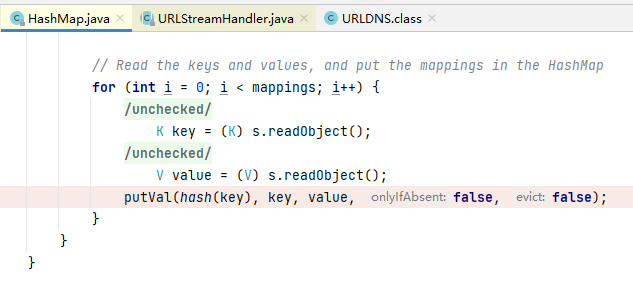 HashMap.java × URLStreamHandler.java × URLDNS.class ×
// Read the keys and values, and put the mappings in the HashMap
for (int i = 0; i < mappings; i++) {
/unchecked/
K key = (K) s.readObject();
/unchecked/
V value = (V) s.readObject();
putVal(hash(key), key, value, onlyIfAbsent: false, evict: false);
}
}
}